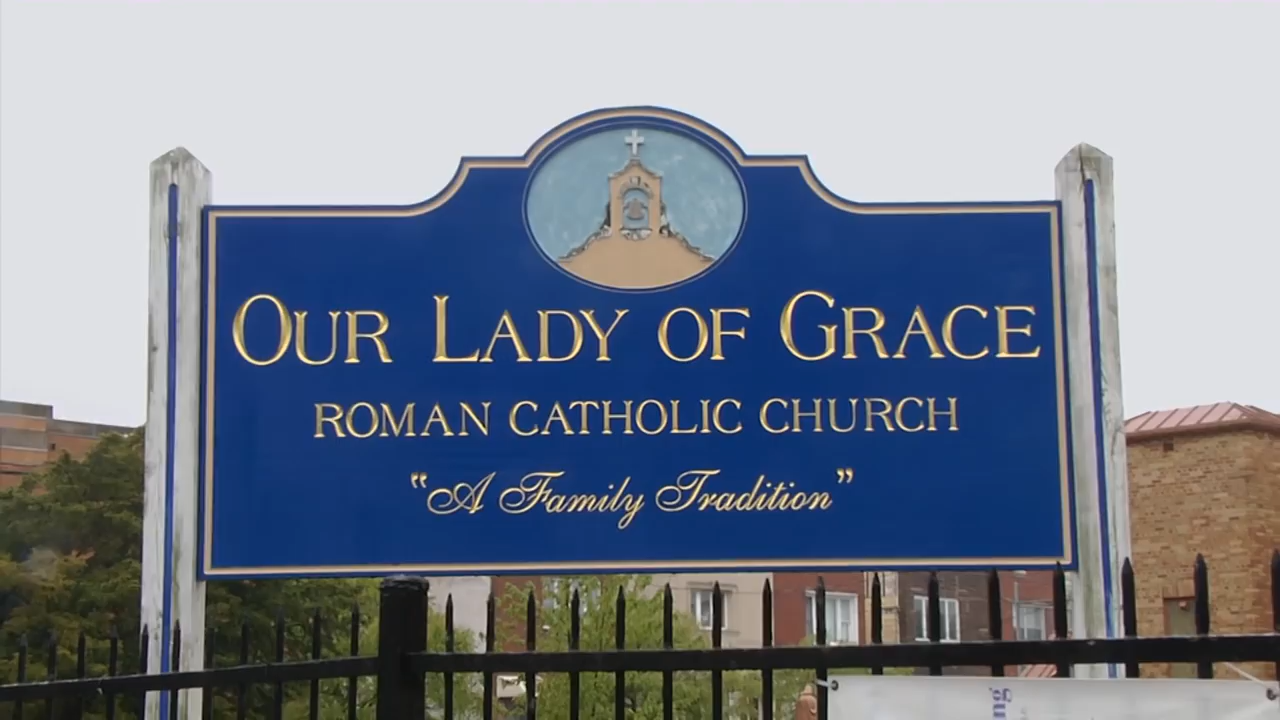 OUR LADY OF GRACE
ROMAN CATHOLIC CHURCH
"A Family Tradition"